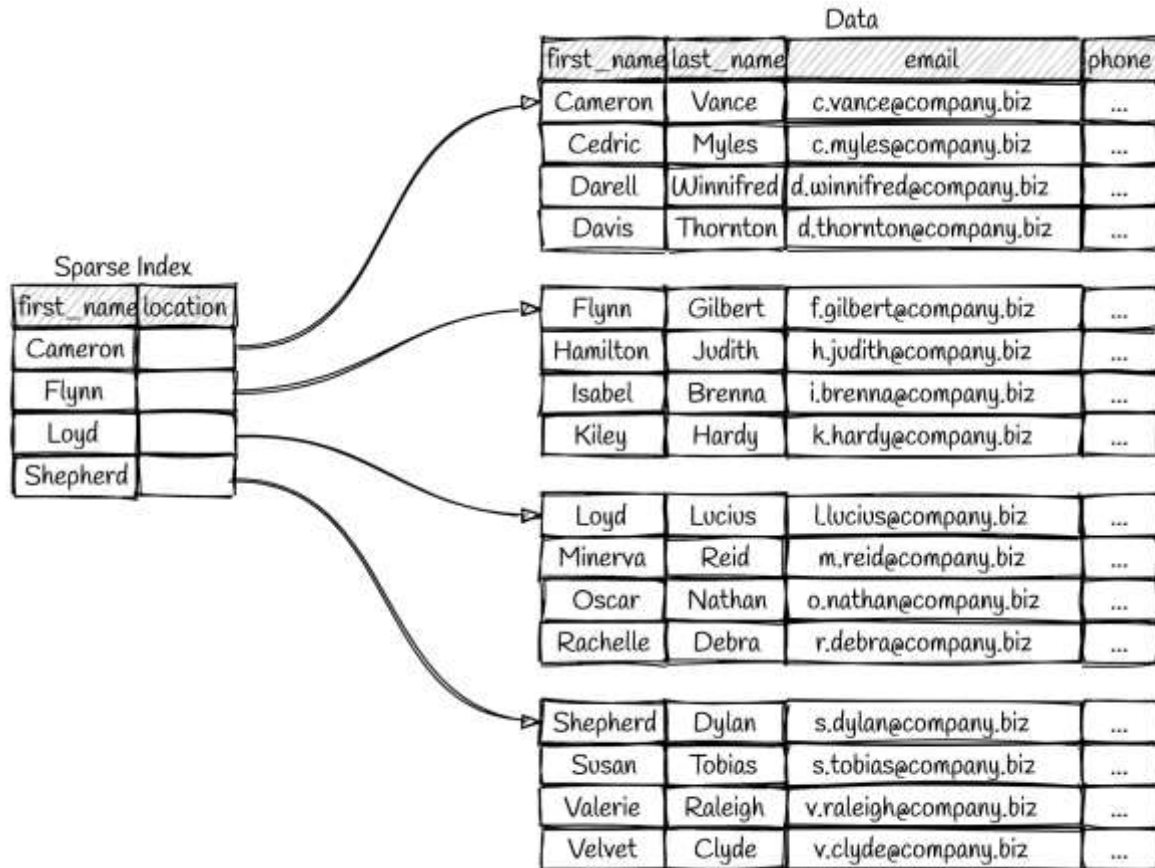 Data
first_name last_name email phone
Cameron Vance c.vance@company.biz ...
Cedric Myles c.myles@company.biz ...
Darell Winnifred d.winnifred@company.biz ...
Davis Thornton d.thornton@company.biz ...
Sparse Index
first_name location
Cameron
Flynn
Loyd
Shepherd
Flynn Gilbert f.gilbert@company.biz ...
Hamilton Judith h.judith@company.biz ...
Isabel Brenna i.brenna@company.biz ...
Kiley Hardy k.hardy@company.biz ...
Loyd Lucius l.lucius@company.biz ...
Minerva Reid m.reid@company.biz ...
Oscar Nathan o.nathan@company.biz ...
Rachelle Debra r.debra@company.biz ...
Shepherd Dylan s.dylan@company.biz ...
Susan Tobias s.tobias@company.biz ...
Valerie Raleigh v.raleigh@company.biz ...
Velvet Clyde v.clyde@company.biz ...